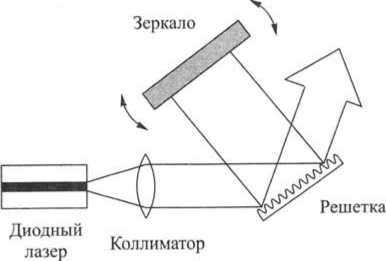 Зеркало
Решетка
Диодный
лазер
Коллиматор